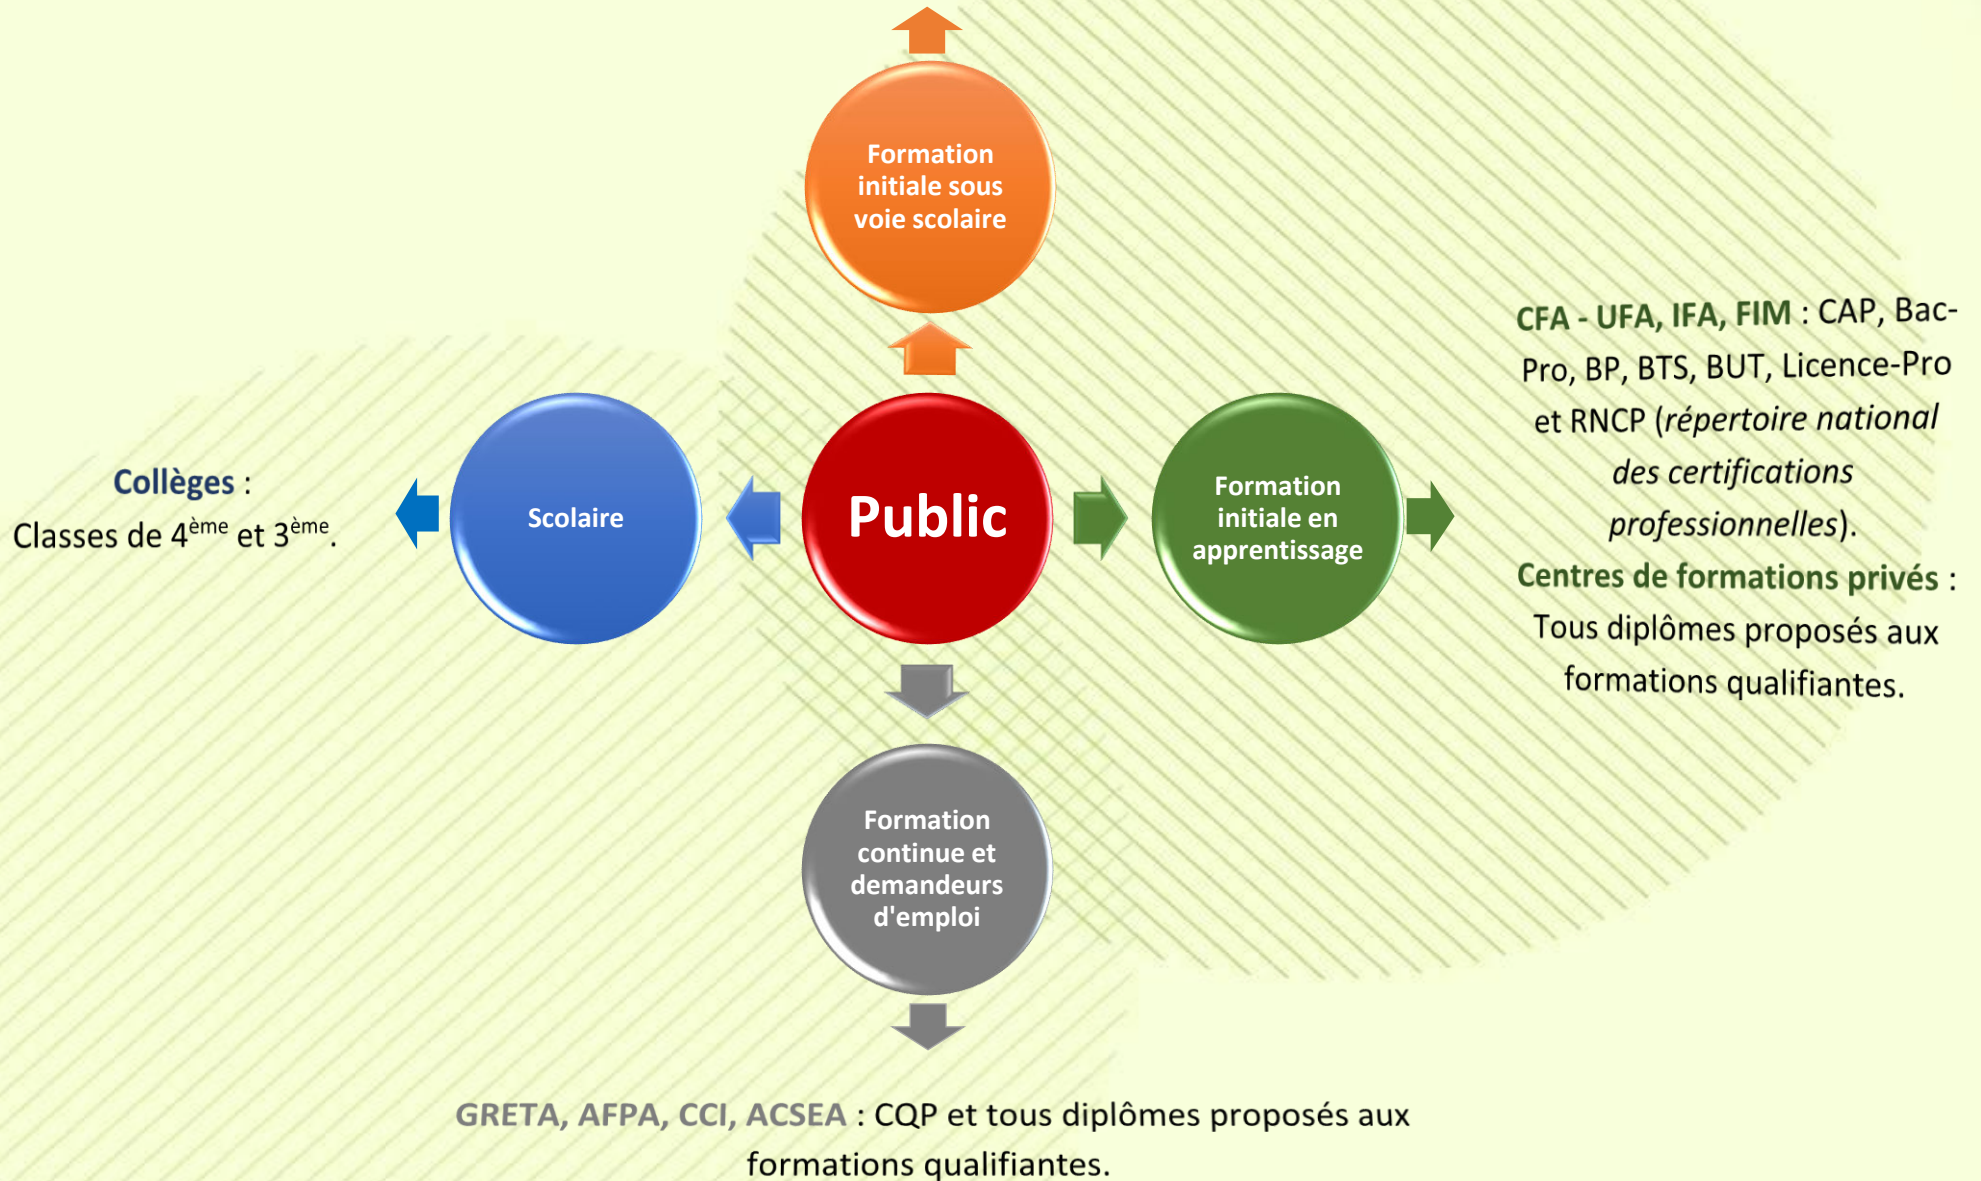 Formation
initiale sous
voie scolaire
Collèges :
Classes de 4ème et 3ème.
Scolaire
Public
Formation
initiale en
apprentissage
CFA - UFA, IFA, FIM : CAP, Bac-
Pro, BP, BTS, BUT, Licence-Pro
et RNCP (répertoire national
des certifications
professionnelles).
Centres de formations privés :
Tous diplômes proposés aux
formations qualifiantes.
Formation
continue et
demandeurs
d'emploi
GRETA, AFPA, CCI, ACSEA : CQP et tous diplômes proposés aux
formations qualifiantes.